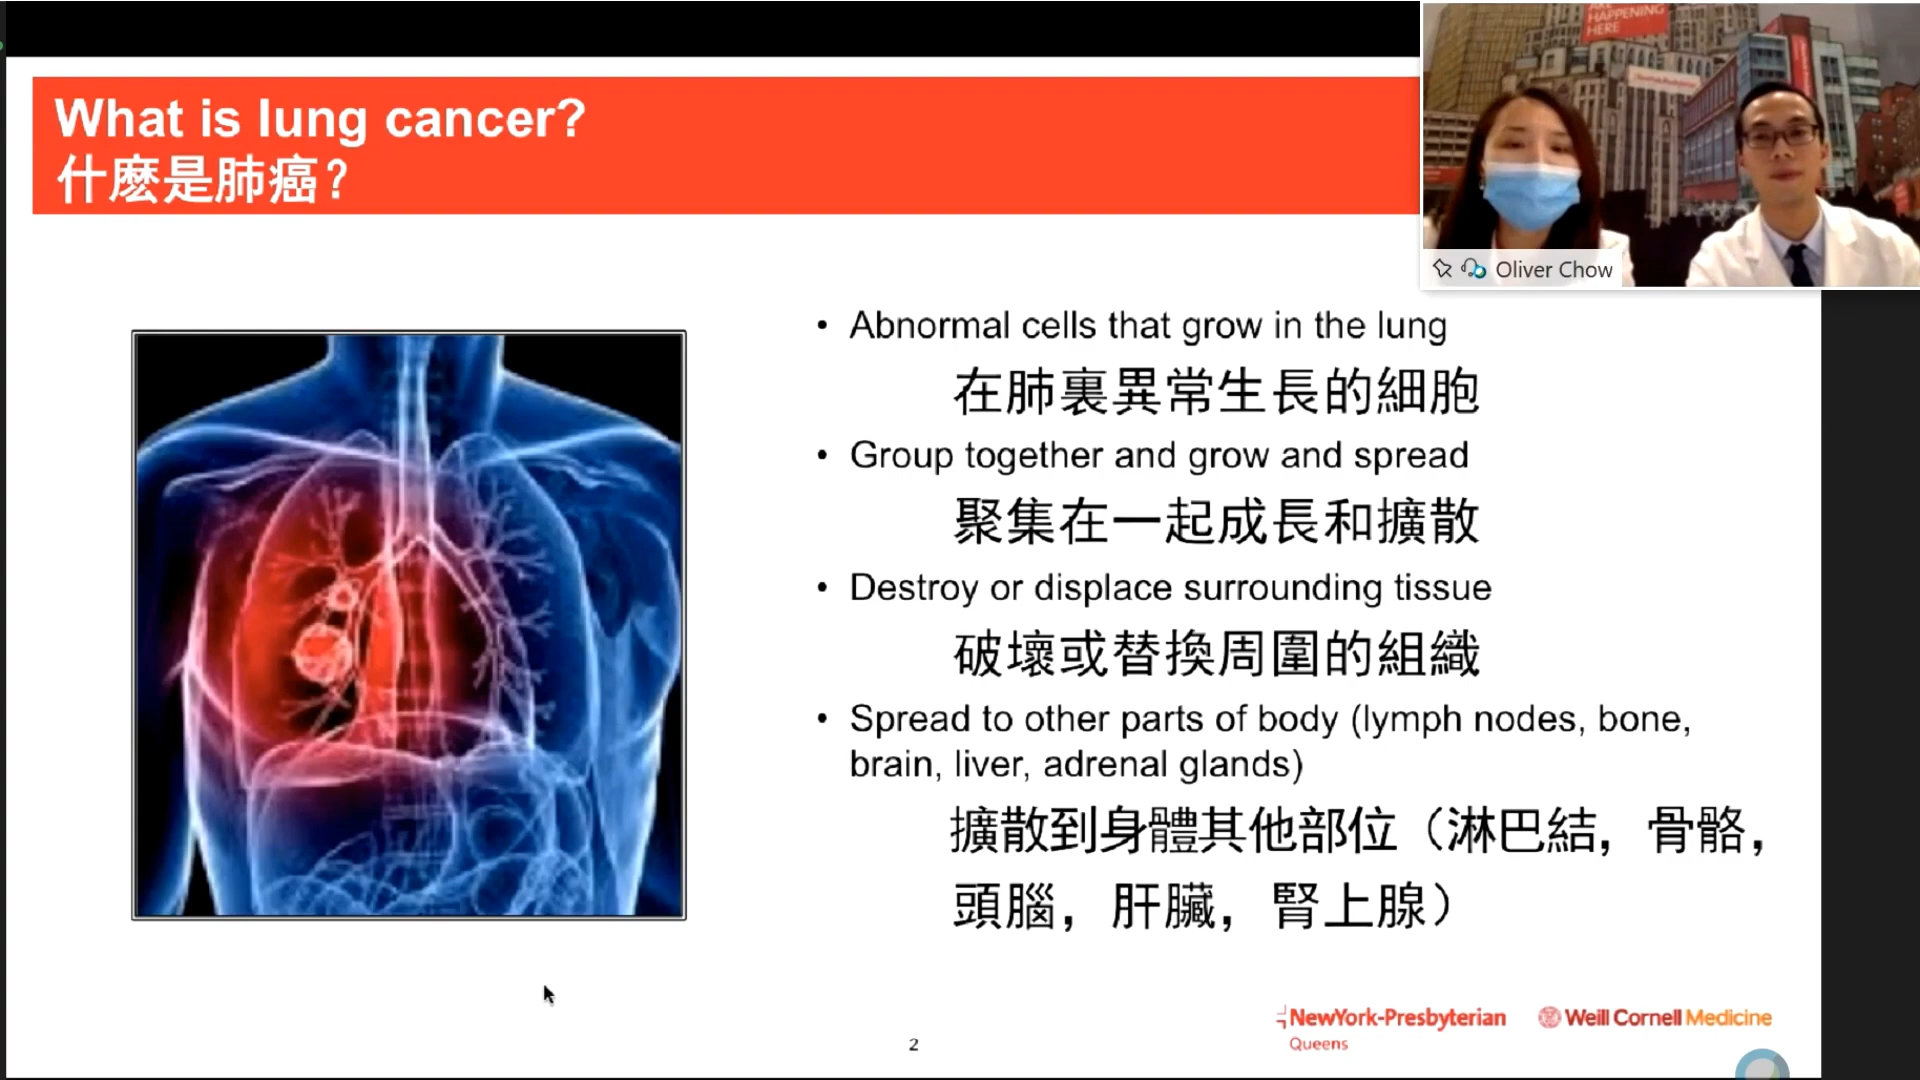 What is lung cancer?
什麽是肺癌？
HAPPENING
HERE
Oliver Chow
• Abnormal cells that grow in the lung
在肺裏異常生長的細胞
• Group together and grow and spread
聚集在一起成長和擴散
• Destroy or displace surrounding tissue
破壞或替換周圍的組織
• Spread to other parts of body (lymph nodes, bone,
brain, liver, adrenal glands)
擴散到身體其他部位（淋巴結，骨骼，
頭腦，肝臟，腎上腺）
NewYork-Presbyterian
Queens
Weill Cornell Medicine
2